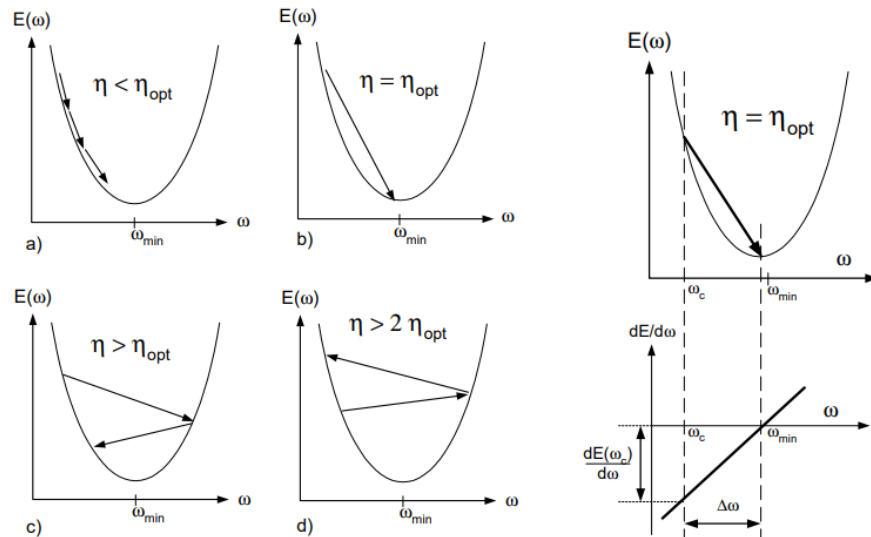 E(ω)
η < η_opt
ω_min
ω
a)
E(ω)
η = η_opt
ω_min
ω
b)
E(ω)
η > η_opt
ω_min
ω
c)
E(ω)
η > 2 η_opt
ω_min
ω
d)
E(ω)
η = η_opt
ω
ω_c
ω_min
dE/dω
ω
ω_c
ω_min
dE(ω_c)
dω
Δω